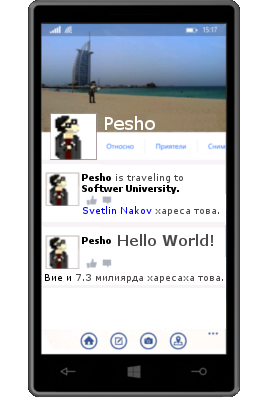 15:17
Pesho
Относно Приятели Сним
Pesho is traveling to
Softwer University.
Svetlin Nakov хареса това.
Pesho Hello World!
Вие и 7.3 милиярда харесаха това.